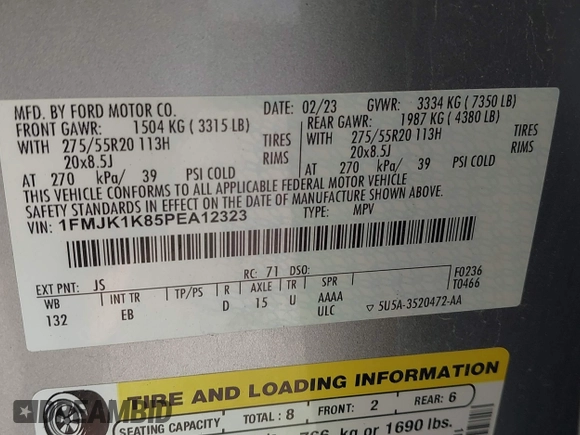 MFD. BY FORD MOTOR CO. DATE: 02/23 GVWR: 3334 KG ( 7350 LB)
FRONT GAWR: 1504 KG ( 3315 LB) REAR GAWR: 1987 KG ( 4380 LB)
WITH 275/55R20 113H TIRES WITH 275/55R20 113H TIRES
20x8.5J RIMS 20x8.5J RIMS
AT 270 kPa/ 39 PSI COLD AT 270 kPa/ 39 PSI COLD
THIS VEHICLE CONFORMS TO ALL APPLICABLE FEDERAL MOTOR VEHICLE
SAFETY STANDARDS IN EFFECT ON THE DATE OF MANUFACTURE SHOWN ABOVE.
VIN: 1FMJK1K85PEA12323 TYPE: MPV
EXT PNT: JS RC: 71 DSO: F0236
WB INT TR TP/PS R AXLE TR SPR T0466
132 EB D 15 U AAAA
ULC ▽ 5U5A-3520472-AA
TIRE AND LOADING INFORMATION
SEATING CAPACITY TOTAL : 8 FRONT : 2 REAR : 6
766 kg or 1690 lbs.